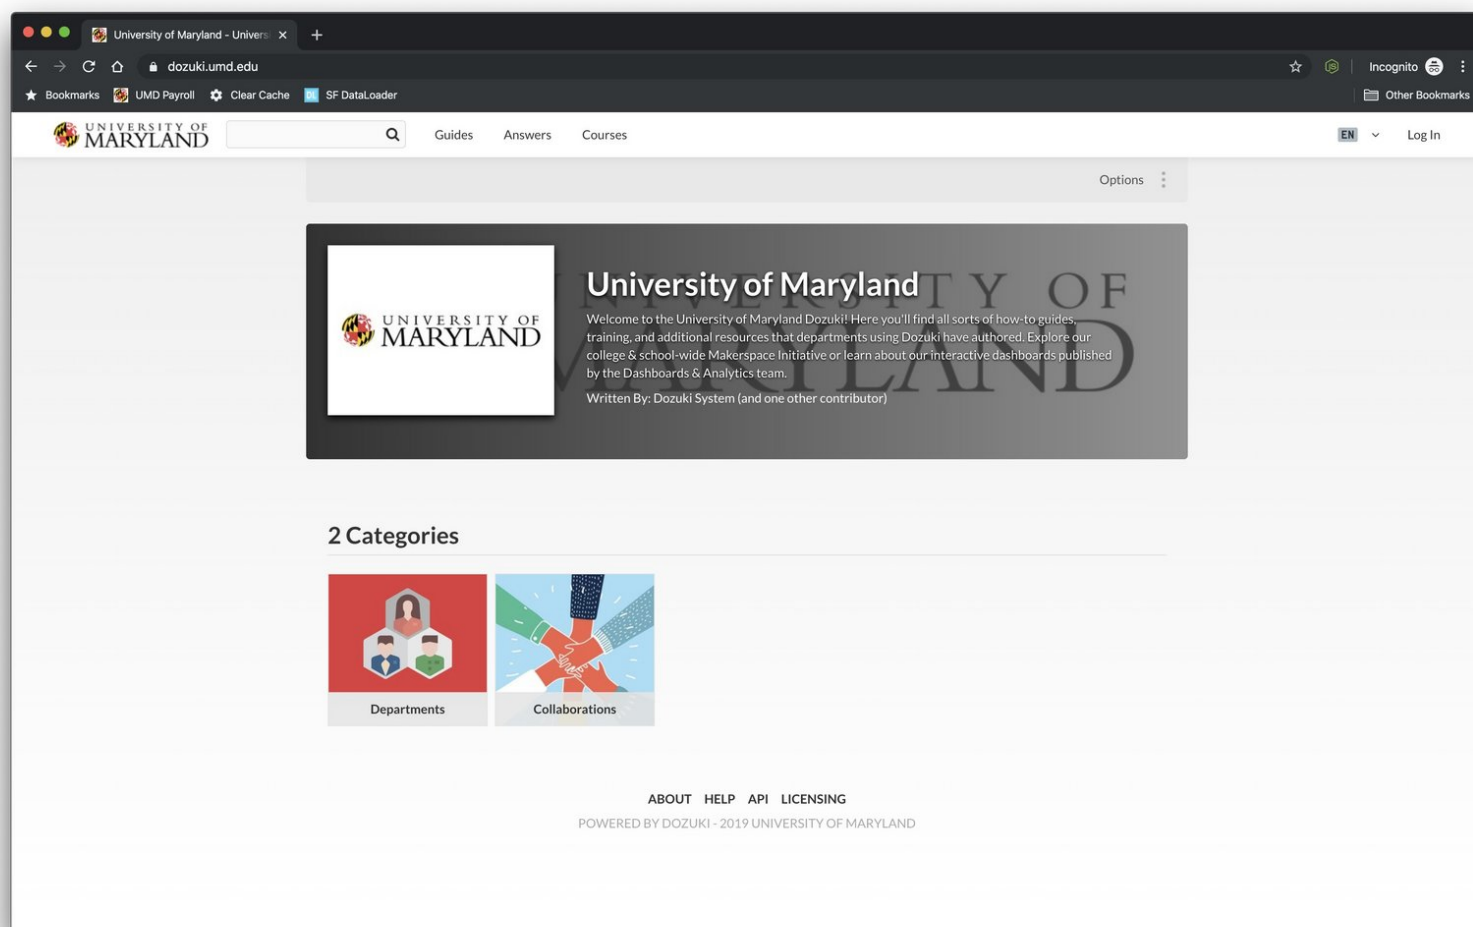 University of Maryland - Univers
dozuki.umd.edu
Incognito
Bookmarks
UMD Payroll
Clear Cache
DL
SF DataLoader
Other Bookmarks
UNIVERSITY OF
MARYLAND
Guides
Answers
Courses
EN
Log In
Options
UNIVERSITY OF
MARYLAND
UNIVERSITY OF
MARYLAND
University of Maryland
Welcome to the University of Maryland Dozuki! Here you'll find all sorts of how-to guides,
training, and additional resources that departments using Dozuki have authored. Explore our
college & school-wide Makerspace Initiative or learn about our interactive dashboards published
by the Dashboards & Analytics team.
Written By: Dozuki System (and one other contributor)
2 Categories
Departments
Collaborations
ABOUT HELP API LICENSING
POWERED BY DOZUKI - 2019 UNIVERSITY OF MARYLAND